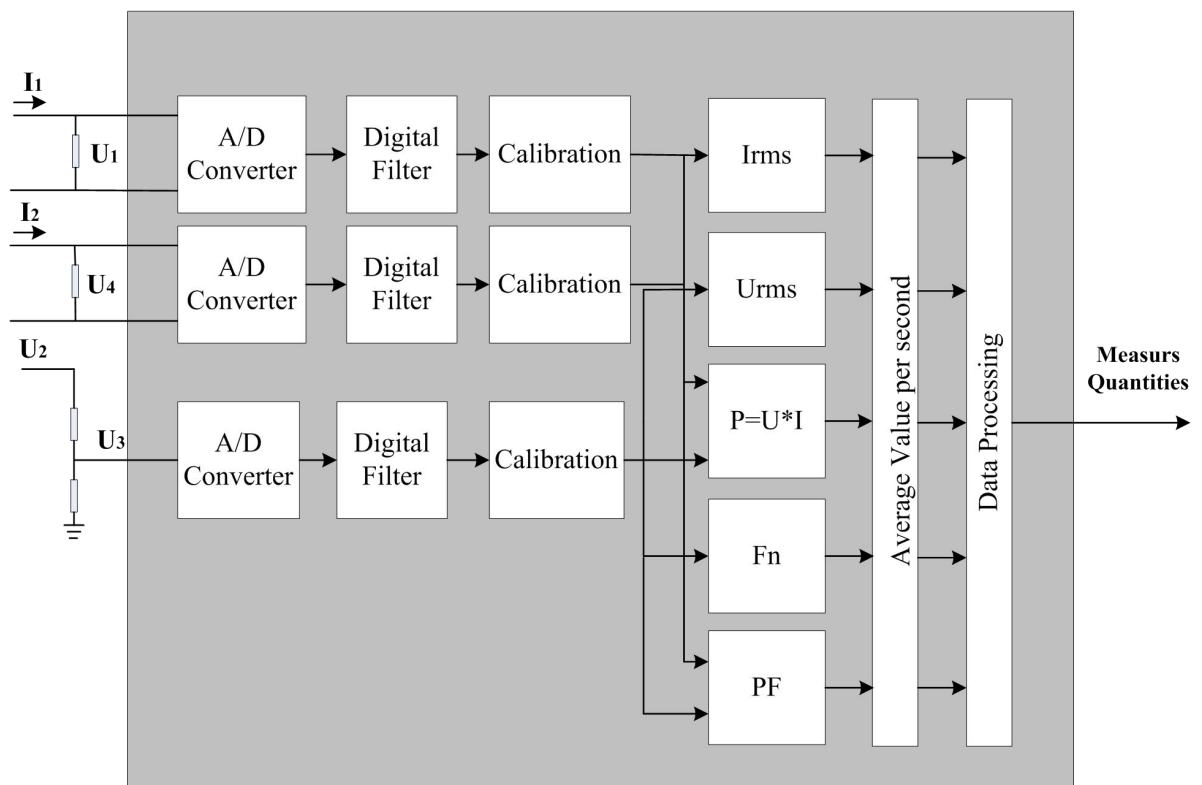 I1
U1
A/D
Converter
Digital
Filter
Calibration
Irms
I2
U4
A/D
Converter
Digital
Filter
Calibration
Urms
U2
U3
A/D
Converter
Digital
Filter
Calibration
P=U*I
Fn
PF
Average Value per second
Data Processing
Measurs
Quantities